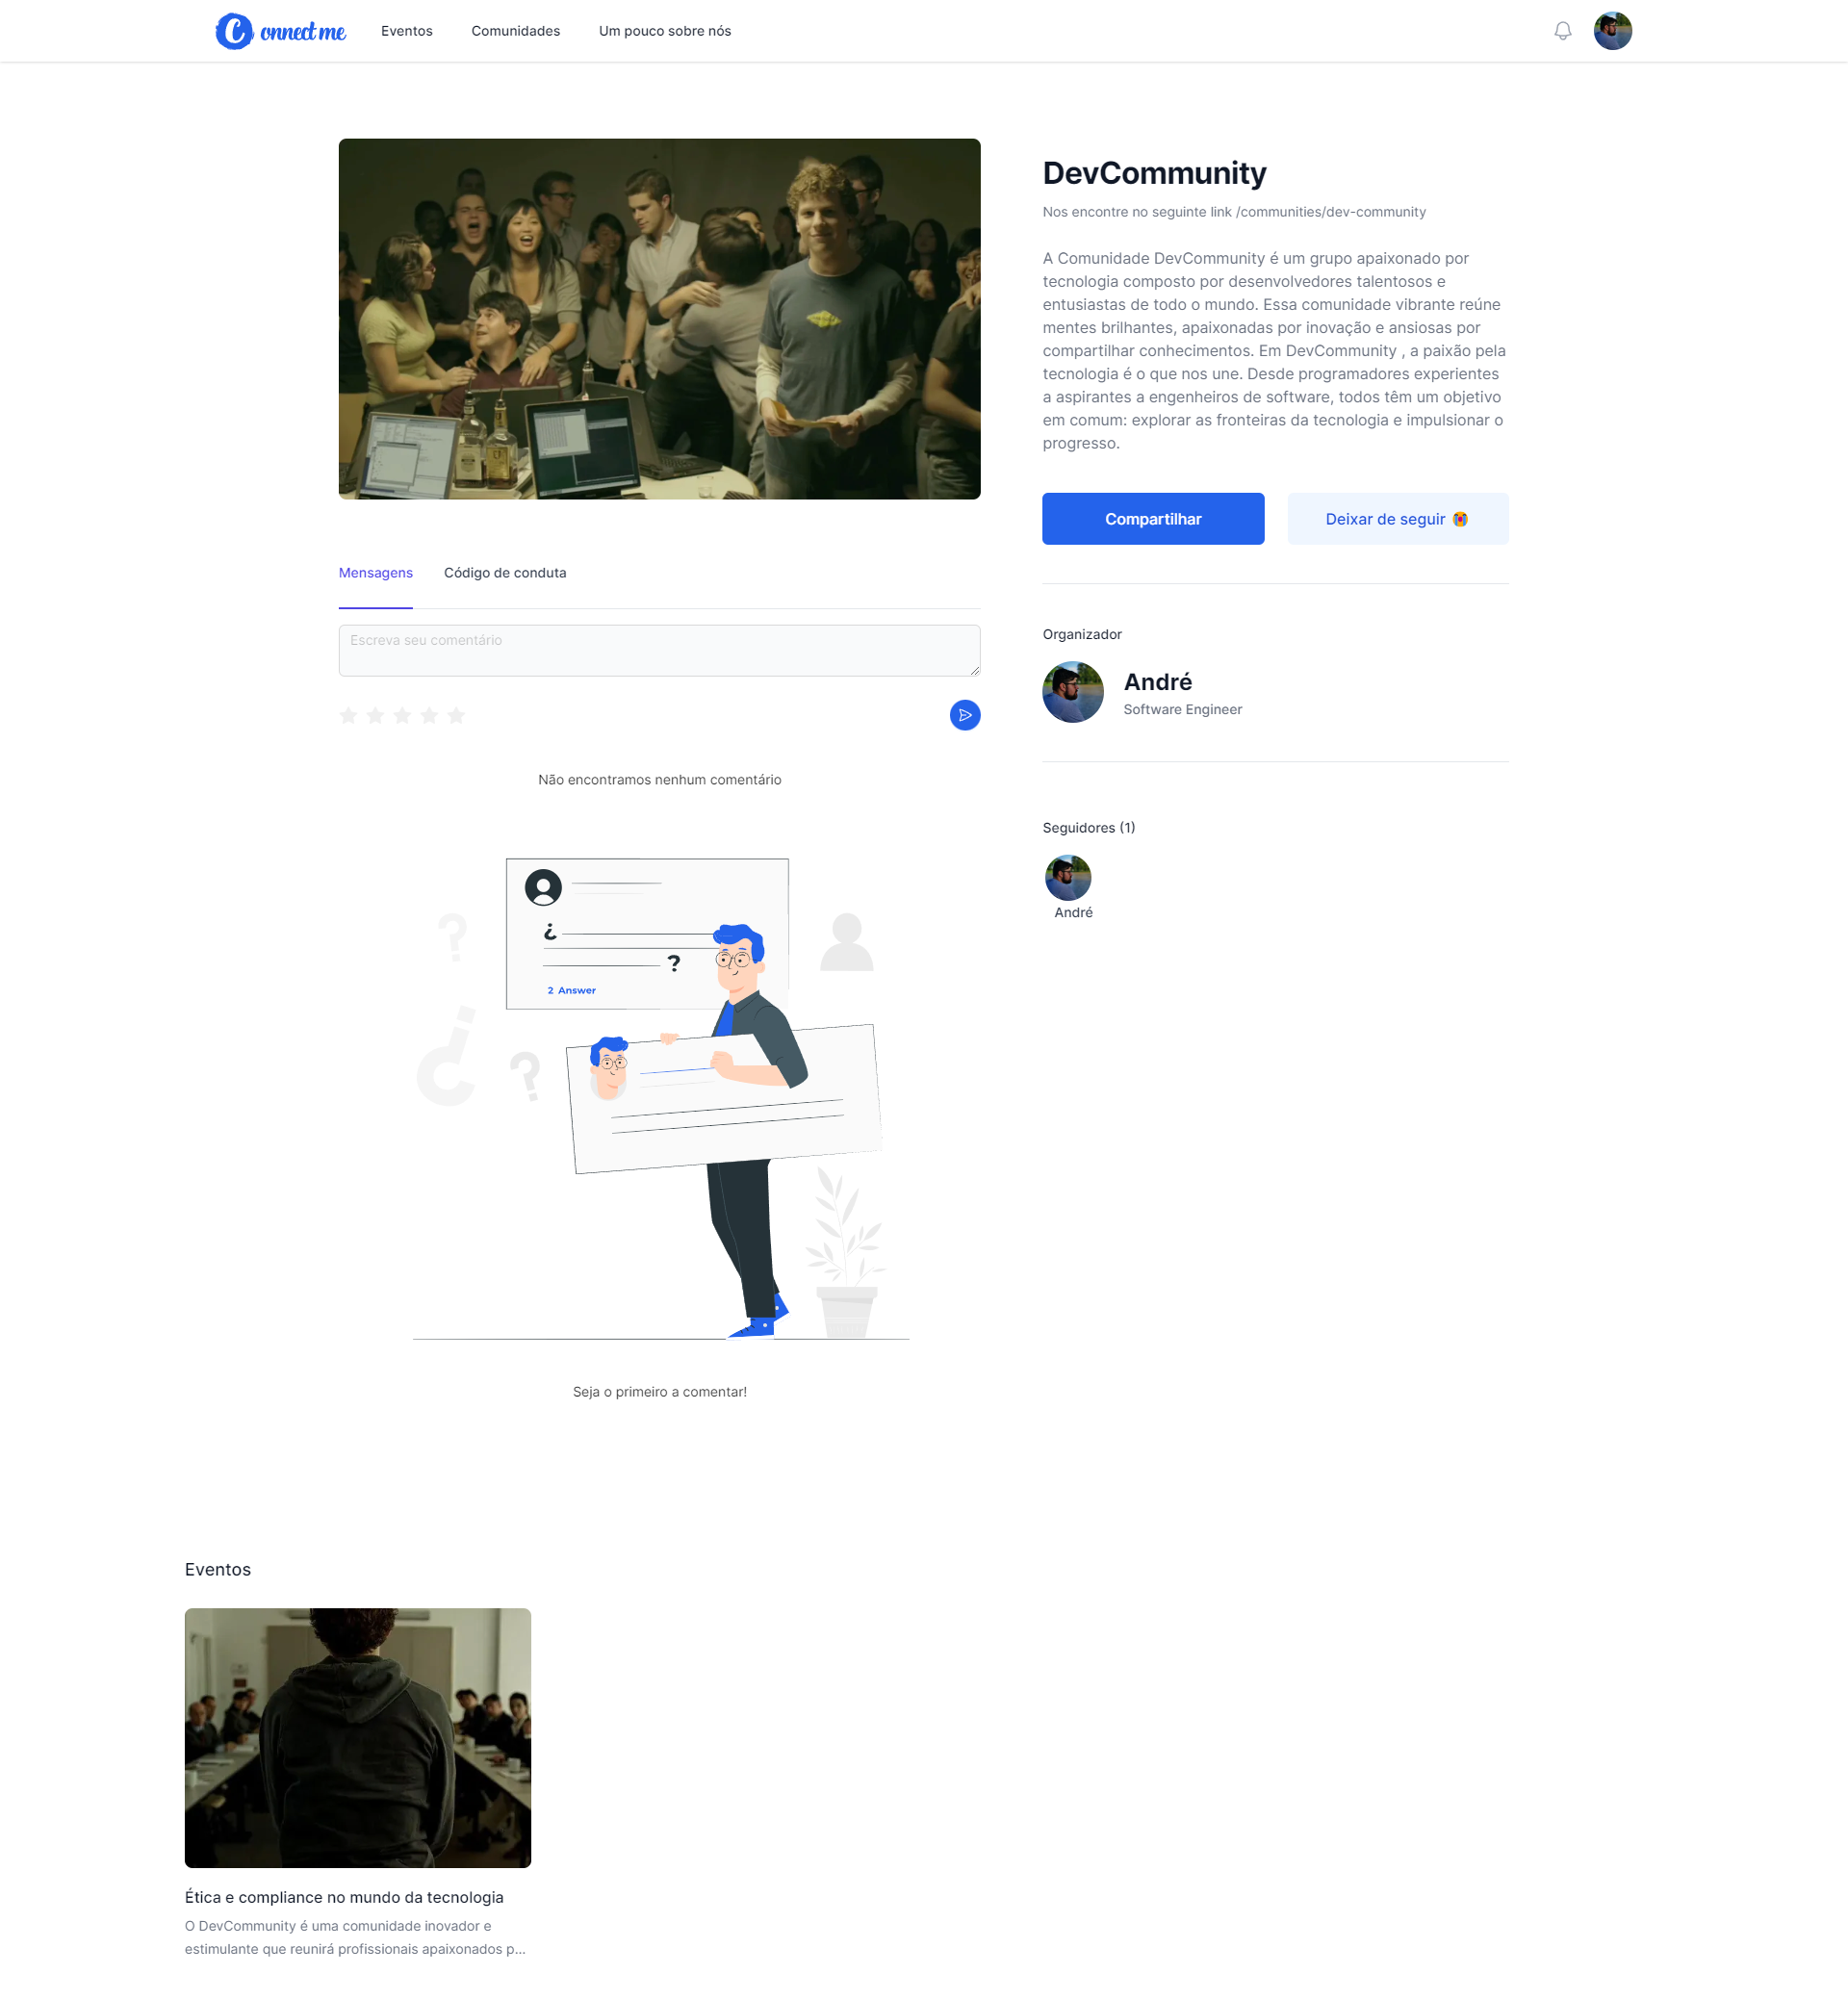 Connect me
Eventos
Comunidades
Um pouco sobre nós
DevCommunity
Nos encontre no seguinte link /communities/dev-community
A Comunidade DevCommunity é um grupo apaixonado por
tecnologia composto por desenvolvedores talentosos e
entusiastas de todo o mundo. Essa comunidade vibrante reúne
mentes brilhantes, apaixonadas por inovação e ansiosas por
compartilhar conhecimentos. Em DevCommunity , a paixão pela
tecnologia é o que nos une. Desde programadores experientes
a aspirantes a engenheiros de software, todos têm um objetivo
em comum: explorar as fronteiras da tecnologia e impulsionar o
progresso.
Compartilhar
Deixar de seguir 😭
Mensagens
Código de conduta
Escreva seu comentário
Não encontramos nenhum comentário
¿
?
2 Answer
?
¿
?
Seja o primeiro a comentar!
Organizador
André
Software Engineer
Seguidores (1)
André
Eventos
Ética e compliance no mundo da tecnologia
O DevCommunity é uma comunidade inovador e
estimulante que reunirá profissionais apaixonados p...